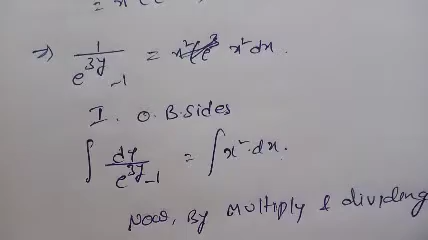 = x
⇒ 1/(e^{3y} - 1) = x² dx.
I. O. B. Sides
∫ dy/(e^{3y} - 1) = ∫ x² dx.
Now, By Multiply & dividing